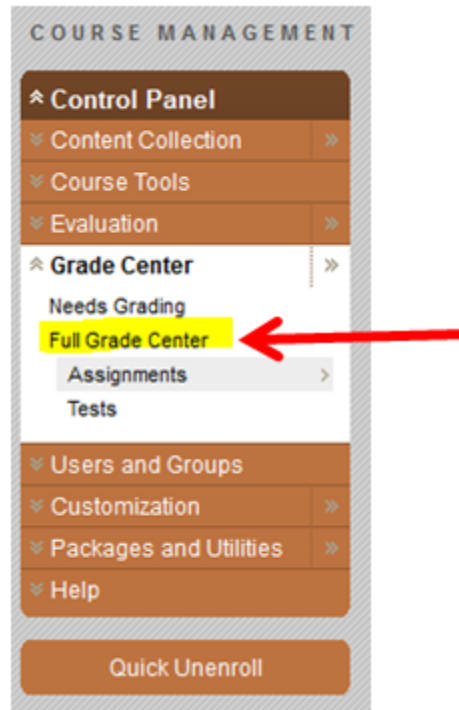 COURSE MANAGEMENT
Control Panel
Content Collection
Course Tools
Evaluation
Grade Center
Needs Grading
Full Grade Center
Assignments
Tests
Users and Groups
Customization
Packages and Utilities
Help
Quick Unenroll